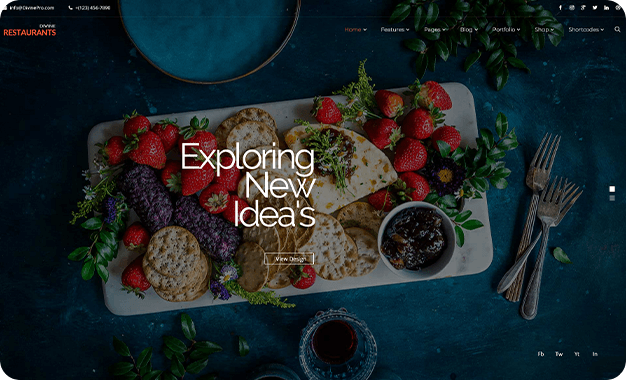 info@DivinePro.com +(123) 456-7890
DIVINE
RESTAURANTS
Home Features Pages Blog Portfolio Shop Shortcodes
Exploring
New
Idea's
View Design
Fb Tw Yt In